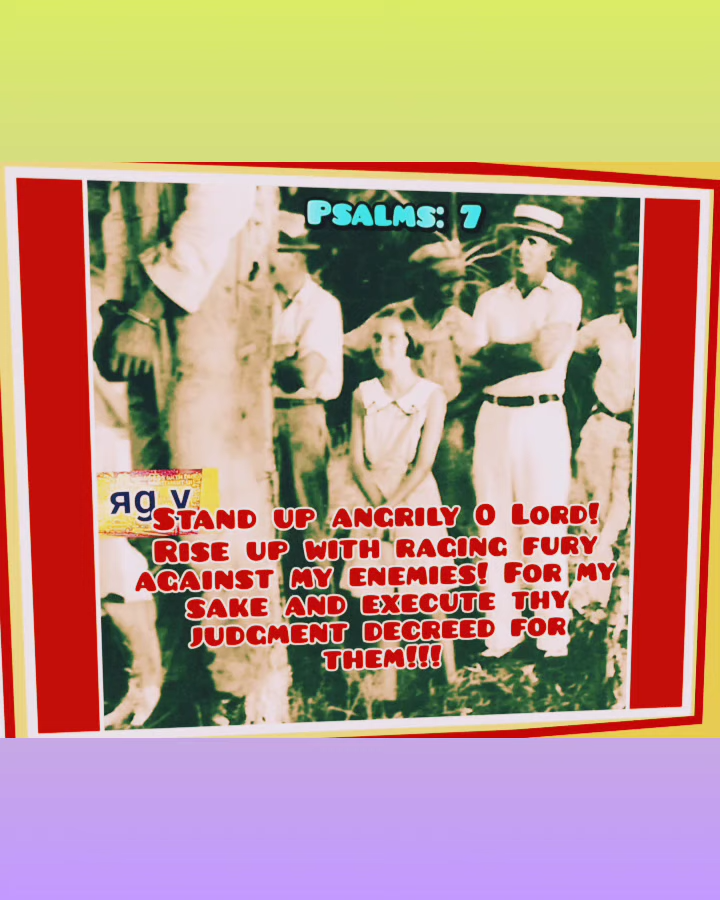 Psalms: 7
Яg v
Stand up angrily O Lord!
Rise up with raging fury
against my enemies! For my
sake and execute thy
judgment decreed for
them!!!